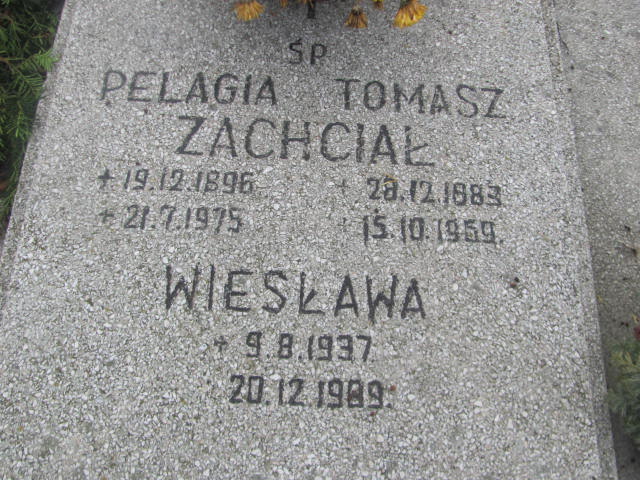 ŚP
PELAGIA TOMASZ
ZACHCIAŁ
+ 19.12.1896 + 28.12.1883
+ 21.7.1975 15.10.1959.
WIESŁAWA
+ 9.8.1937
20.12.1989.